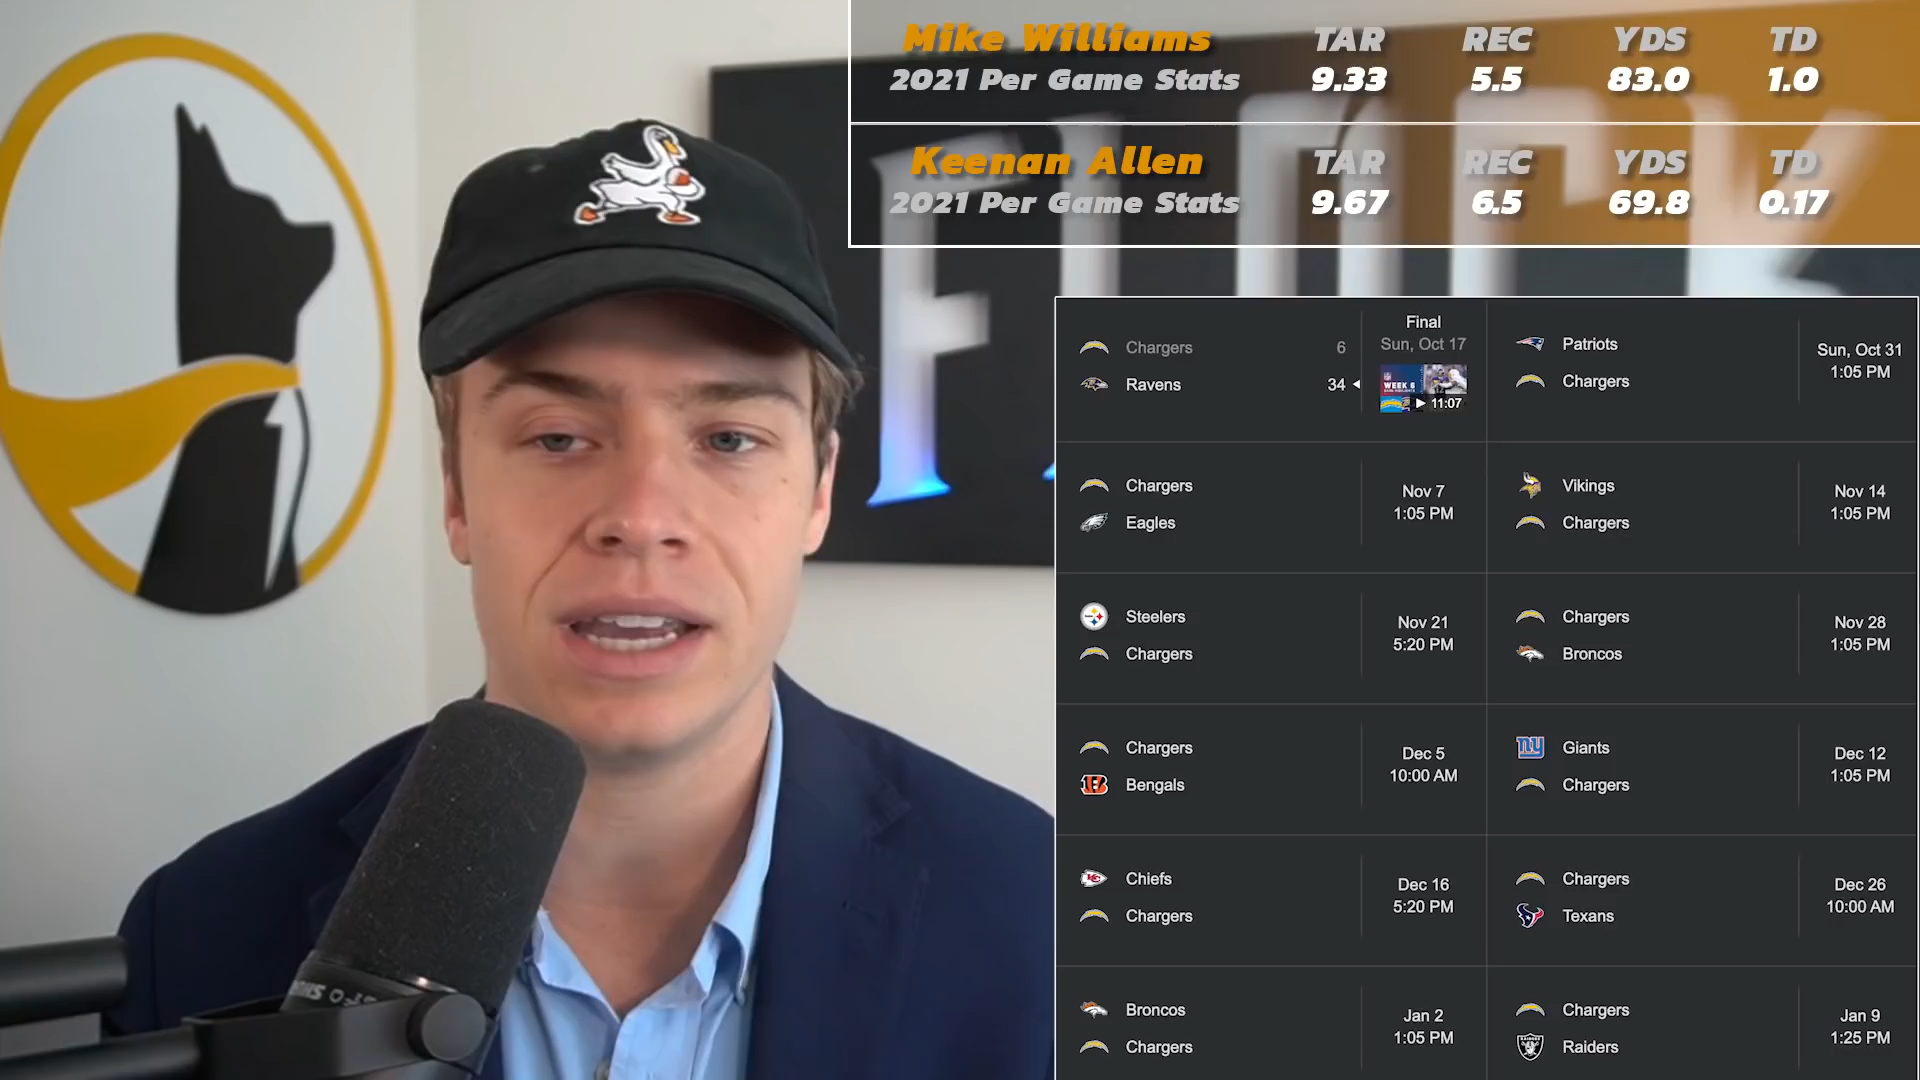 Mike Williams TAR REC YDS TD
2021 Per Game Stats 9.33 5.5 83.0 1.0
Keenan Allen TAR REC YDS TD
2021 Per Game Stats 9.67 6.5 69.8 0.17
FLOCK
Final
Sun, Oct 17
Chargers 6
Ravens 34
WEEK 6
11:07
Patriots
Chargers
Sun, Oct 31
1:05 PM
Chargers
Eagles
Nov 7
1:05 PM
Vikings
Chargers
Nov 14
1:05 PM
Steelers
Chargers
Nov 21
5:20 PM
Chargers
Broncos
Nov 28
1:05 PM
Chargers
Bengals
Dec 5
10:00 AM
ny
Giants
Chargers
Dec 12
1:05 PM
KC
Chiefs
Chargers
Dec 16
5:20 PM
Chargers
Texans
Dec 26
10:00 AM
Broncos
Chargers
Jan 2
1:05 PM
Chargers
RAIDERS
Raiders
Jan 9
1:25 PM